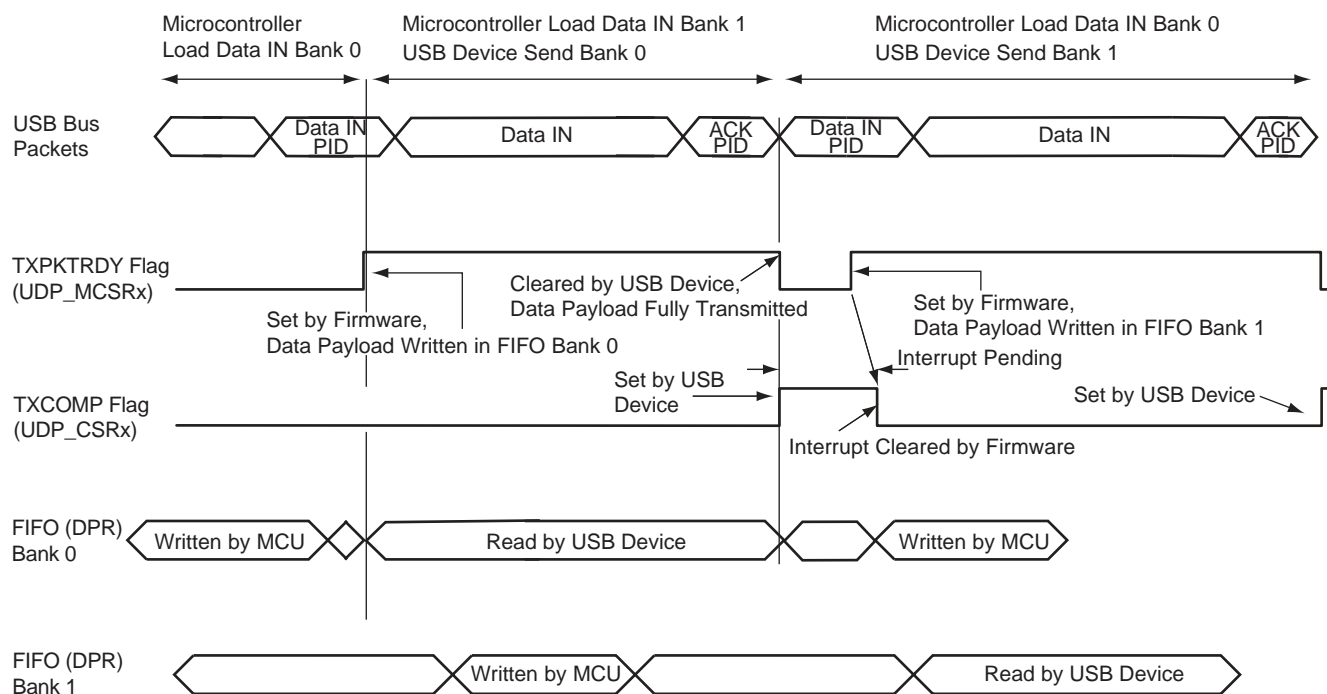 Microcontroller
Load Data IN Bank 0
Microcontroller Load Data IN Bank 1
USB Device Send Bank 0
Microcontroller Load Data IN Bank 0
USB Device Send Bank 1
USB Bus
Packets
Data IN
PID
Data IN
ACK
PID
Data IN
PID
Data IN
ACK
PID
TXPKTRDY Flag
(UDP_MCSRx)
Set by Firmware,
Data Payload Written in FIFO Bank 0
Cleared by USB Device,
Data Payload Fully Transmitted
Set by Firmware,
Data Payload Written in FIFO Bank 1
Interrupt Pending
TXCOMP Flag
(UDP_CSRx)
Set by USB
Device
Set by USB Device
Interrupt Cleared by Firmware
FIFO (DPR)
Bank 0
Written by MCU
Read by USB Device
Written by MCU
FIFO (DPR)
Bank 1
Written by MCU
Read by USB Device